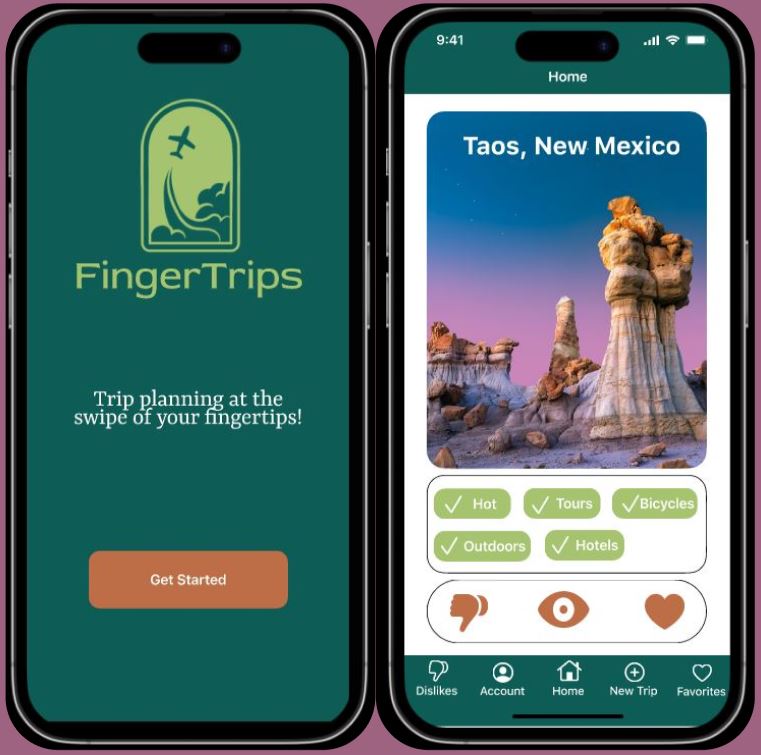 FingerTrips
Trip planning at the
swipe of your fingertips!
Get Started
9:41
Home
Taos, New Mexico
Hot
Tours
Bicycles
Outdoors
Hotels
Dislikes
Account
Home
New Trip
Favorites